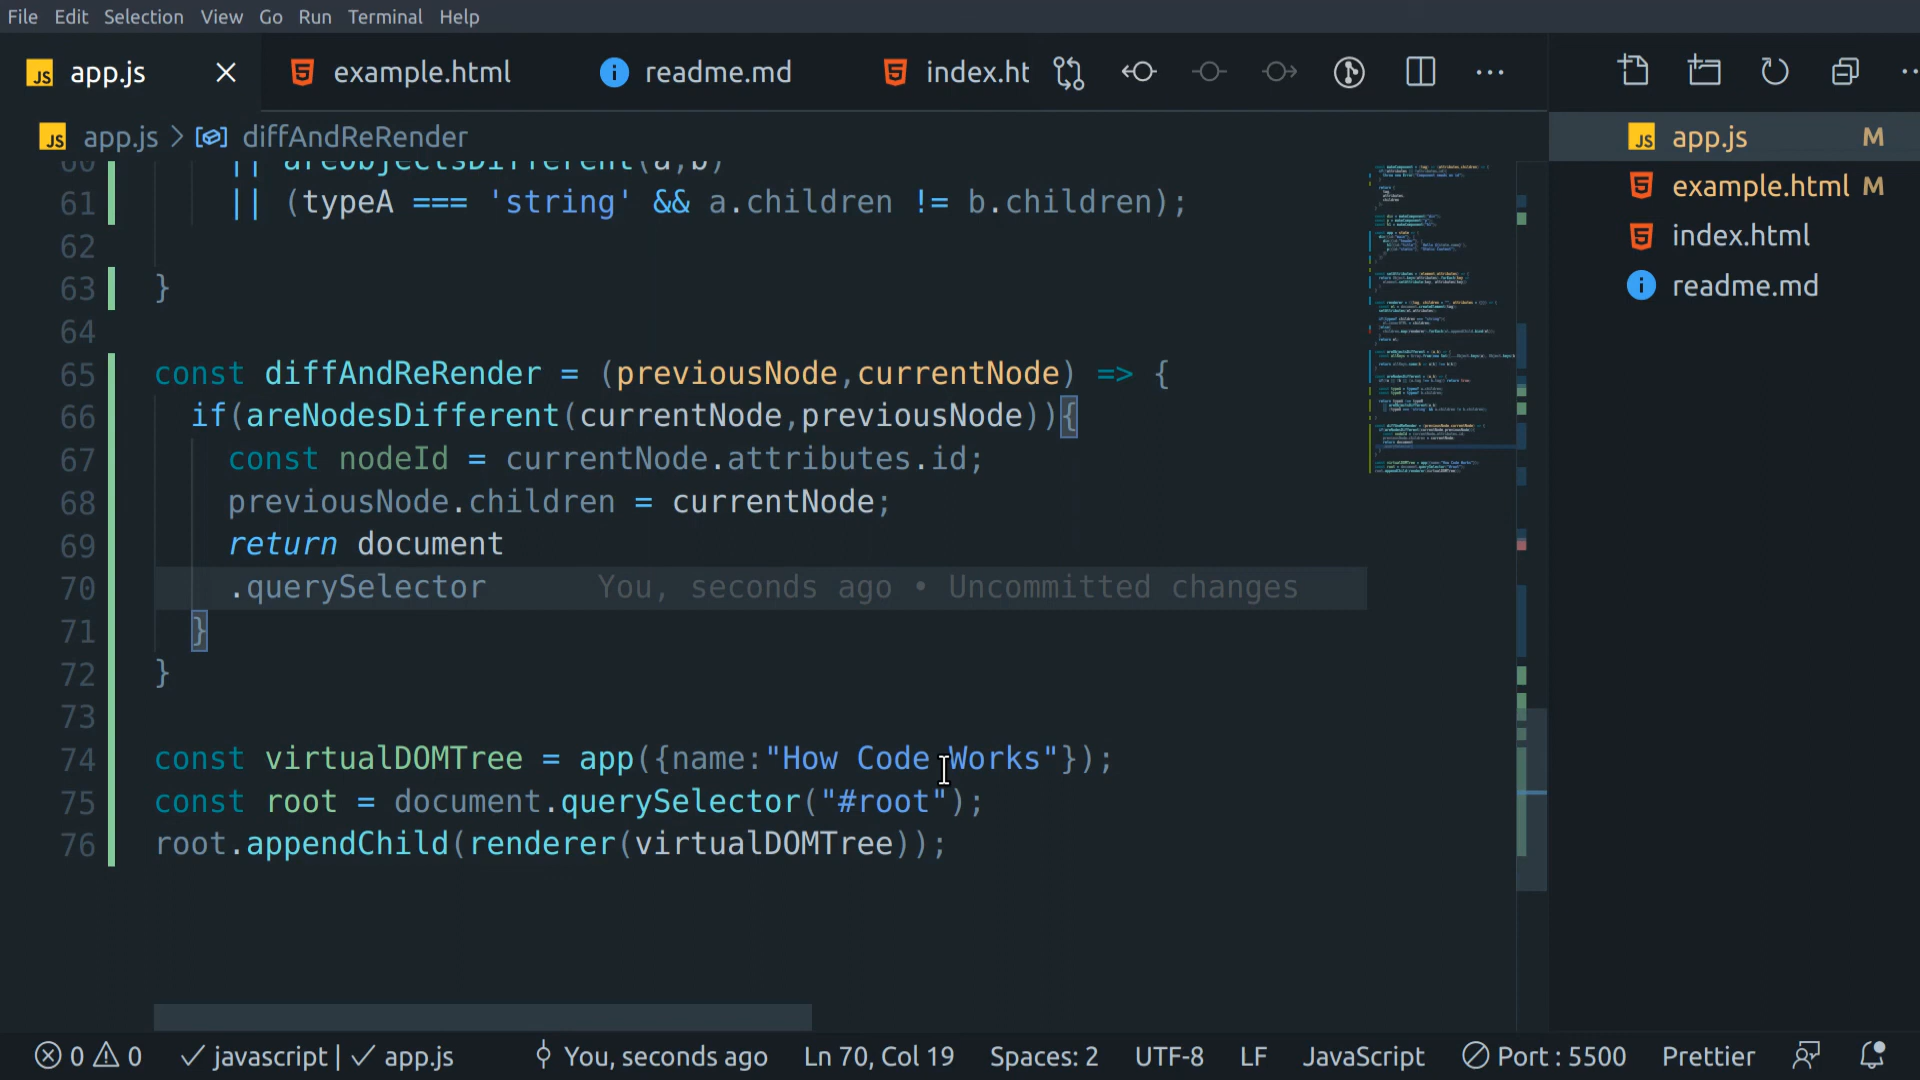 File Edit Selection View Go Run Terminal Help
JS app.js example.html readme.md index.ht
JS app.js > diffAndReRender
60 || areObjectsDifferent(a,b)
61 || (typeA === 'string' && a.children != b.children);
62
63 }
64
65 const diffAndReRender = (previousNode,currentNode) => {
66 if(areNodesDifferent(currentNode,previousNode)){
67 const nodeId = currentNode.attributes.id;
68 previousNode.children = currentNode;
69 return document
70 .querySelector You, seconds ago • Uncommitted changes
71 }
72 }
73
74 const virtualDOMTree = app({name:"How Code Works"});
75 const root = document.querySelector("#root");
76 root.appendChild(renderer(virtualDOMTree));
JS app.js M
example.html M
index.html
readme.md
0 0 javascript | app.js You, seconds ago Ln 70, Col 19 Spaces: 2 UTF-8 LF JavaScript Port : 5500 Prettier